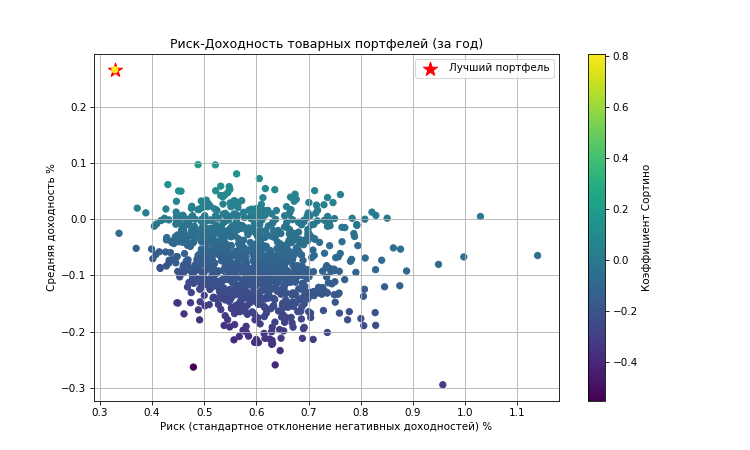 Риск-Доходность товарных портфелей (за год)
Лучший портфель
Средняя доходность %
0.2
0.1
0.0
−0.1
−0.2
−0.3
0.3 0.4 0.5 0.6 0.7 0.8 0.9 1.0 1.1
Риск (стандартное отклонение негативных доходностей) %
0.8
0.6
0.4
0.2
0.0
−0.2
−0.4
Коэффициент Сортино